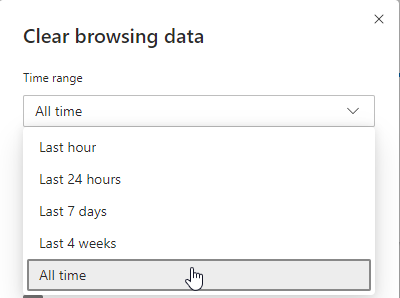 Clear browsing data
Time range
All time
Last hour
Last 24 hours
Last 7 days
Last 4 weeks
All time